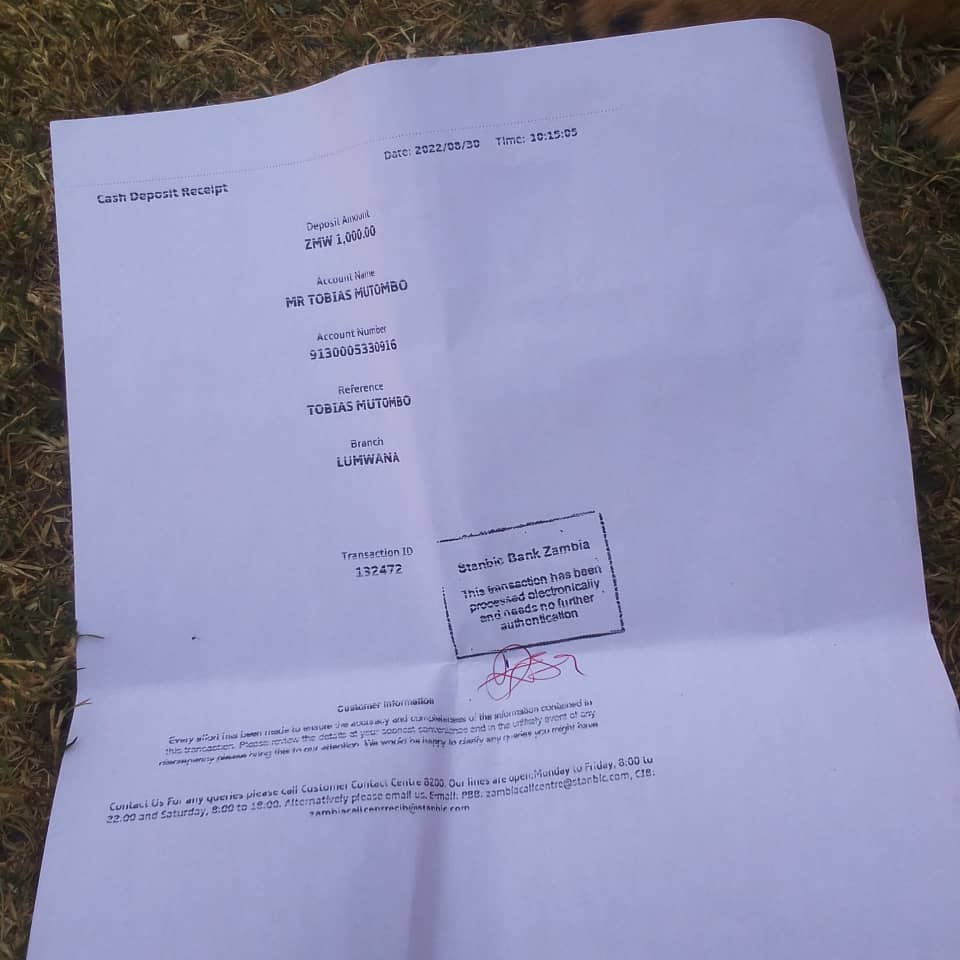 Date: 2022/08/30 Time: 10:15:05
Cash Deposit Receipt
Deposit Amount
ZMW 1,000.00
Account Name
MR TOBIAS MUTOMBO
Account Number
9130005330916
Reference
TOBIAS MUTOMBO
Branch
LUMWANA
Transaction ID
132472
Stanbic Bank Zambia
This transaction has been
processed electronically
and needs no further
authentication
Customer Information
Every effort has been made to ensure the accuracy and completeness of the information contained in
this transaction. Please review the details at your soonest convenience and in the unlikely event of any
discrepancy please bring this to our attention. We would be happy to clarify any queries you might have
Contact Us For any queries please call Customer Contact Centre 8200. Our lines are open:Monday to Friday, 8:00 to
22:00 and Saturday, 8:00 to 18:00. Alternatively please email us. E-mail: PBB: zambiacallcentre@stanbic.com, CIB:
zambiacallcentrecib@stanbic.com